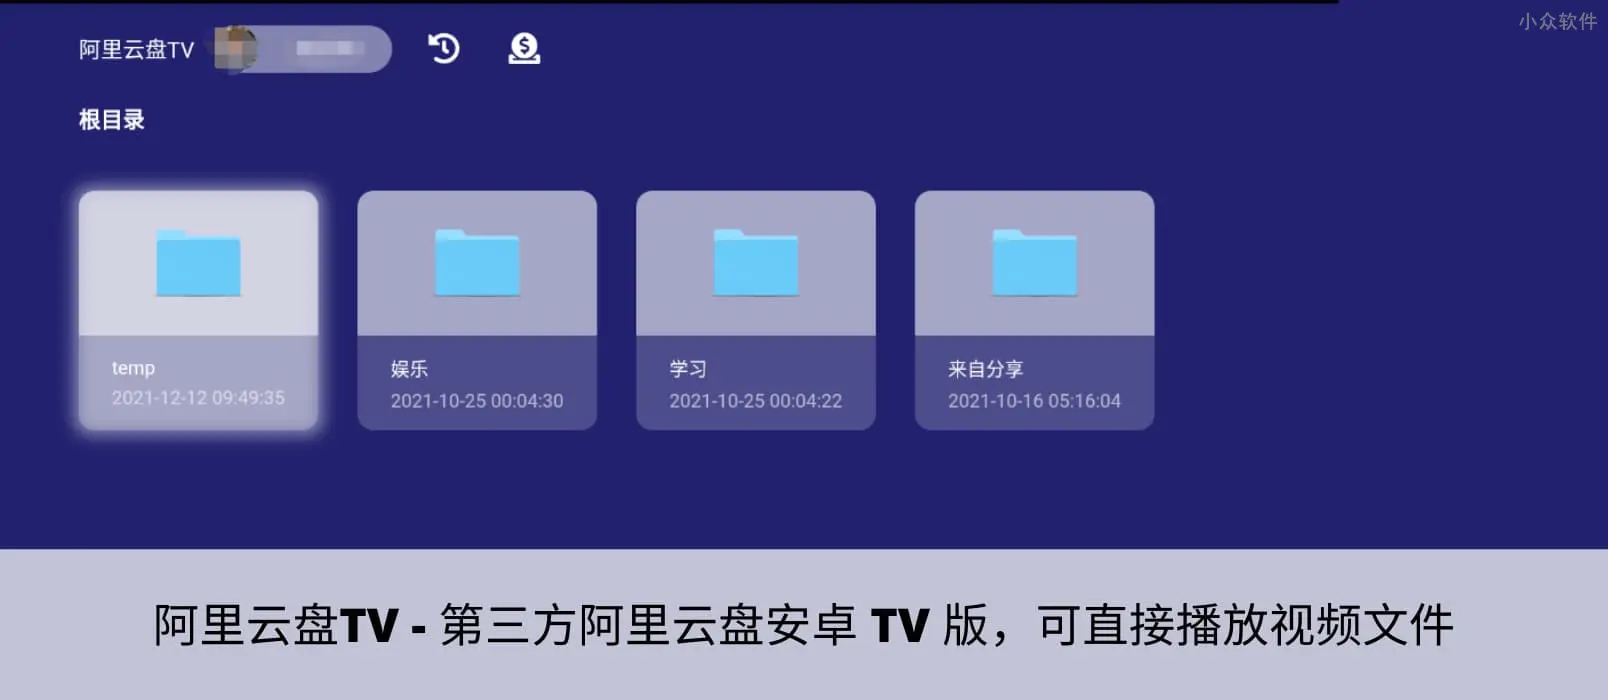 小众软件
阿里云盘TV
根目录
temp
2021-12-12 09:49:35
娱乐
2021-10-25 00:04:30
学习
2021-10-25 00:04:22
来自分享
2021-10-16 05:16:04
阿里云盘TV - 第三方阿里云盘安卓 TV 版，可直接播放视频文件